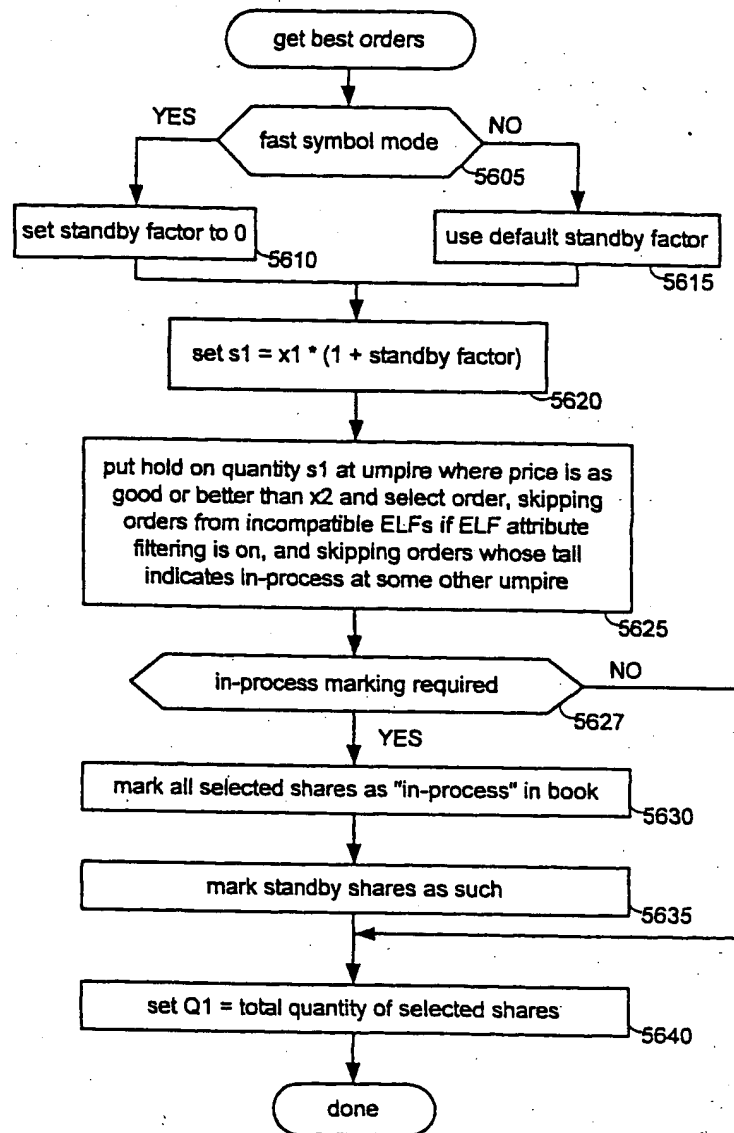 get best orders
YES
NO
fast symbol mode
5605
set standby factor to 0
5610
use default standby factor
5615
set s1 = x1 * (1 + standby factor)
5620
put hold on quantity s1 at umpire where price is as
good or better than x2 and select order, skipping
orders from incompatible ELFs if ELF attribute
filtering is on, and skipping orders whose tail
indicates in-process at some other umpire
5625
in-process marking required
NO
5627
YES
mark all selected shares as "in-process" in book
5630
mark standby shares as such
5635
set Q1 = total quantity of selected shares
5640
done